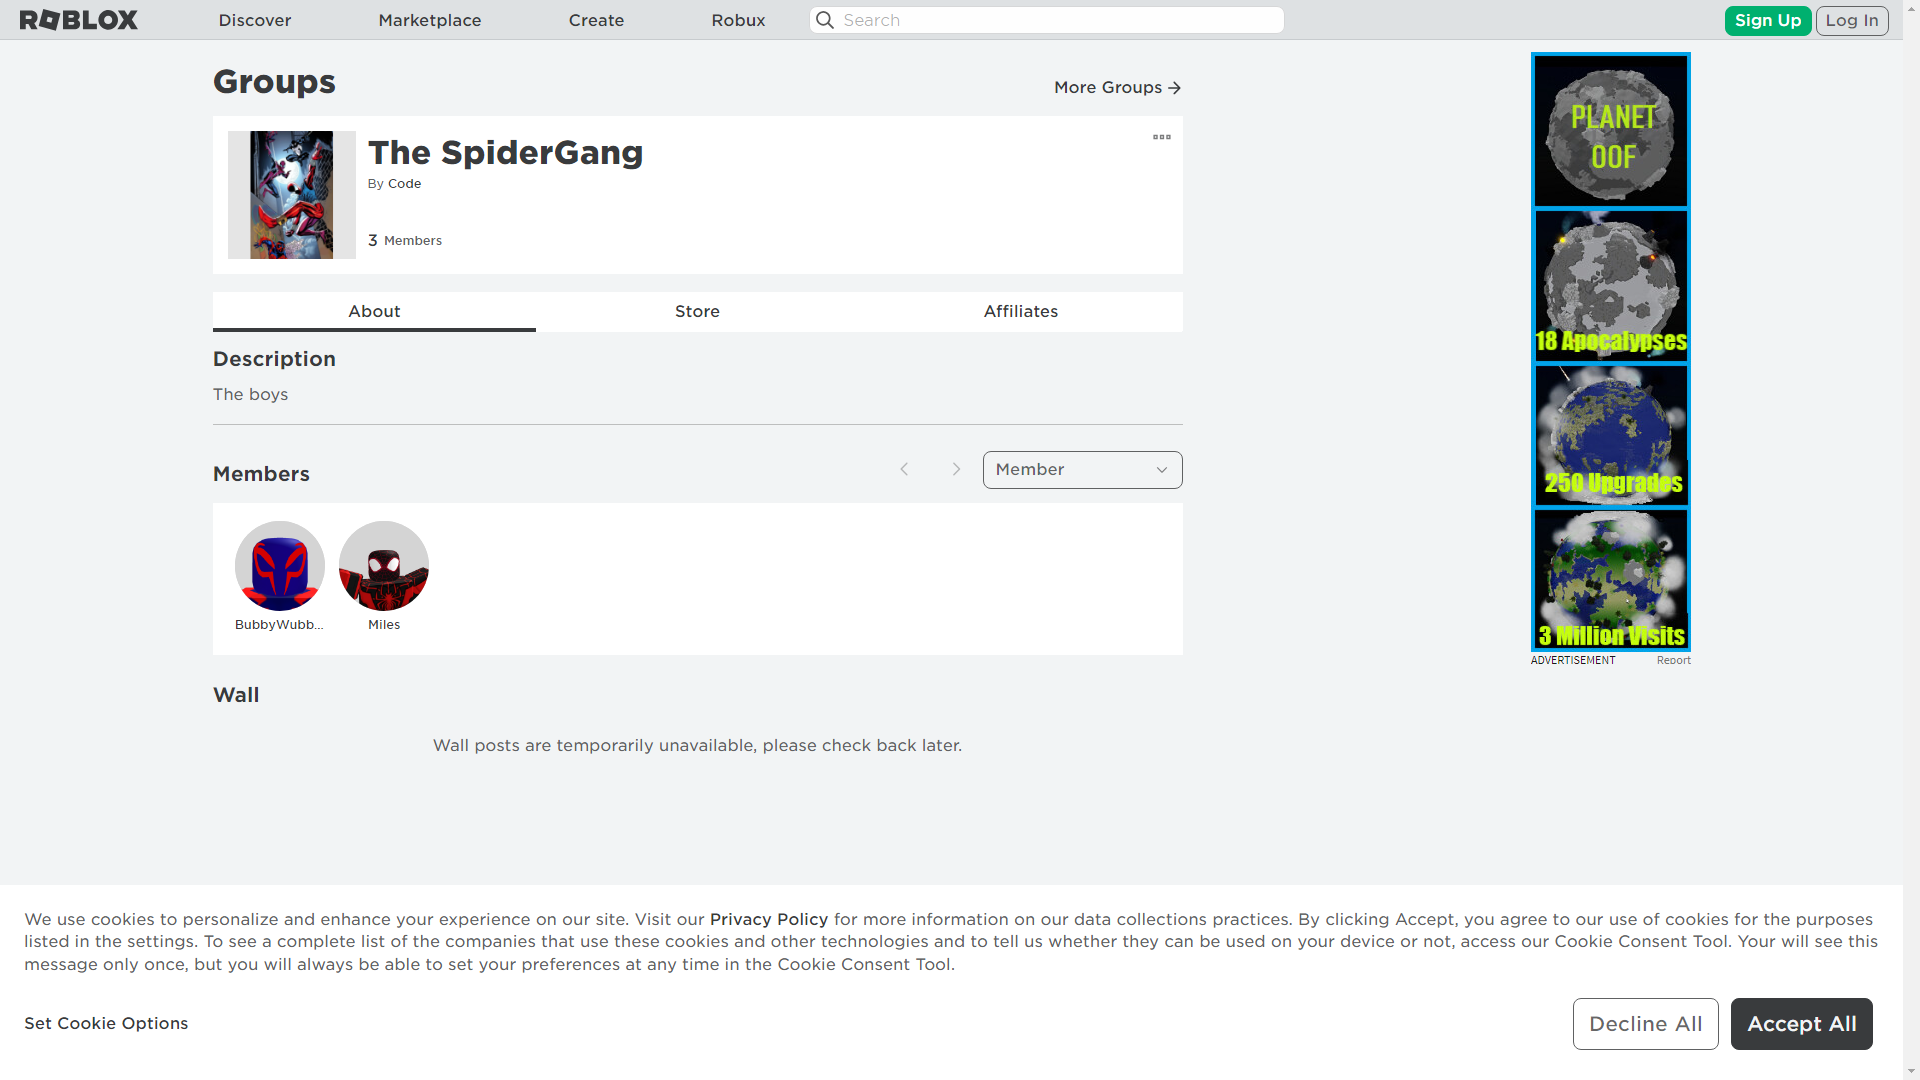 ROBLOX
Discover
Marketplace
Create
Robux
Search
Sign Up
Log In
Groups
More Groups
The SpiderGang
By Code
3 Members
About
Store
Affiliates
Description
The boys
Members
Member
BubbyWubb...
Miles
Wall
Wall posts are temporarily unavailable, please check back later.
PLANET
OOF
18 Apocalypses
250 Upgrades
3 Million Visits
ADVERTISEMENT
Report
We use cookies to personalize and enhance your experience on our site. Visit our Privacy Policy for more information on our data collections practices. By clicking Accept, you agree to our use of cookies for the purposes
listed in the settings. To see a complete list of the companies that use these cookies and other technologies and to tell us whether they can be used on your device or not, access our Cookie Consent Tool. Your will see this
message only once, but you will always be able to set your preferences at any time in the Cookie Consent Tool.
Set Cookie Options
Decline All
Accept All